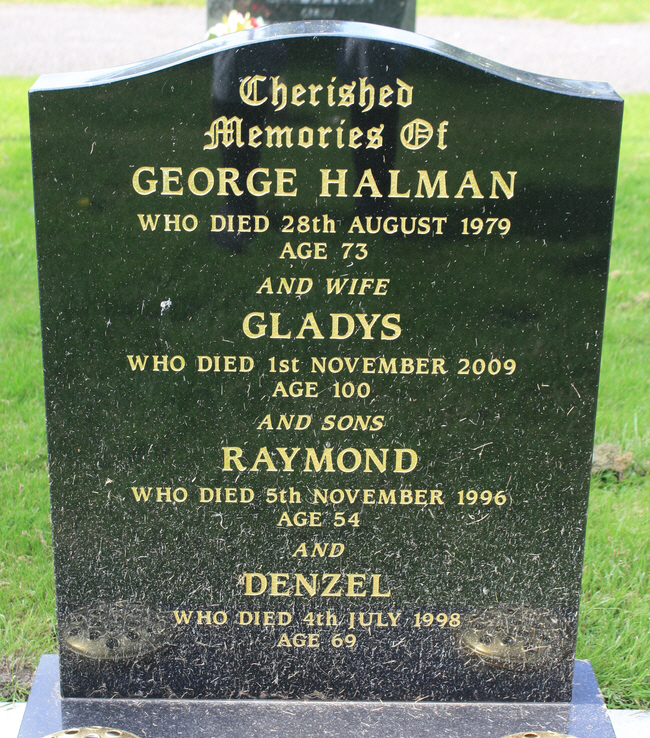 Cherished
Memories Of
GEORGE HALMAN
WHO DIED 28th AUGUST 1979
AGE 73
AND WIFE
GLADYS
WHO DIED 1st NOVEMBER 2009
AGE 100
AND SONS
RAYMOND
WHO DIED 5th NOVEMBER 1996
AGE 54
AND
DENZEL
WHO DIED 4th JULY 1998
AGE 69